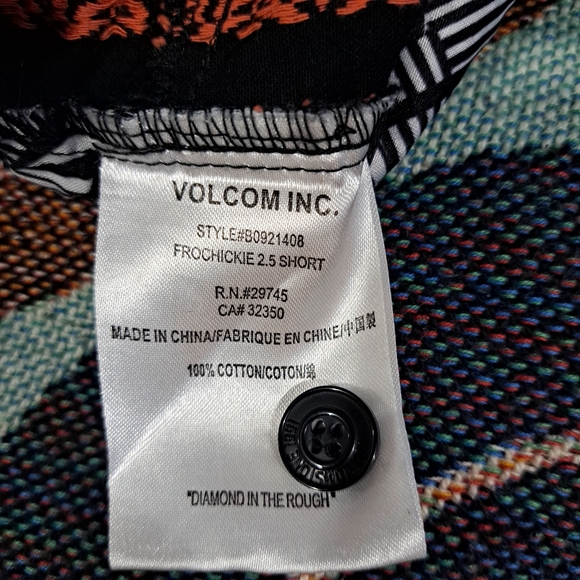 VOLCOM INC.
STYLE#B0921408
FROCHICKIE 2.5 SHORT
R.N.#29745
CA# 32350
MADE IN CHINA/FABRIQUE EN CHINE/中国製
100% COTTON/COTON/綿
"DIAMOND IN THE ROUGH"